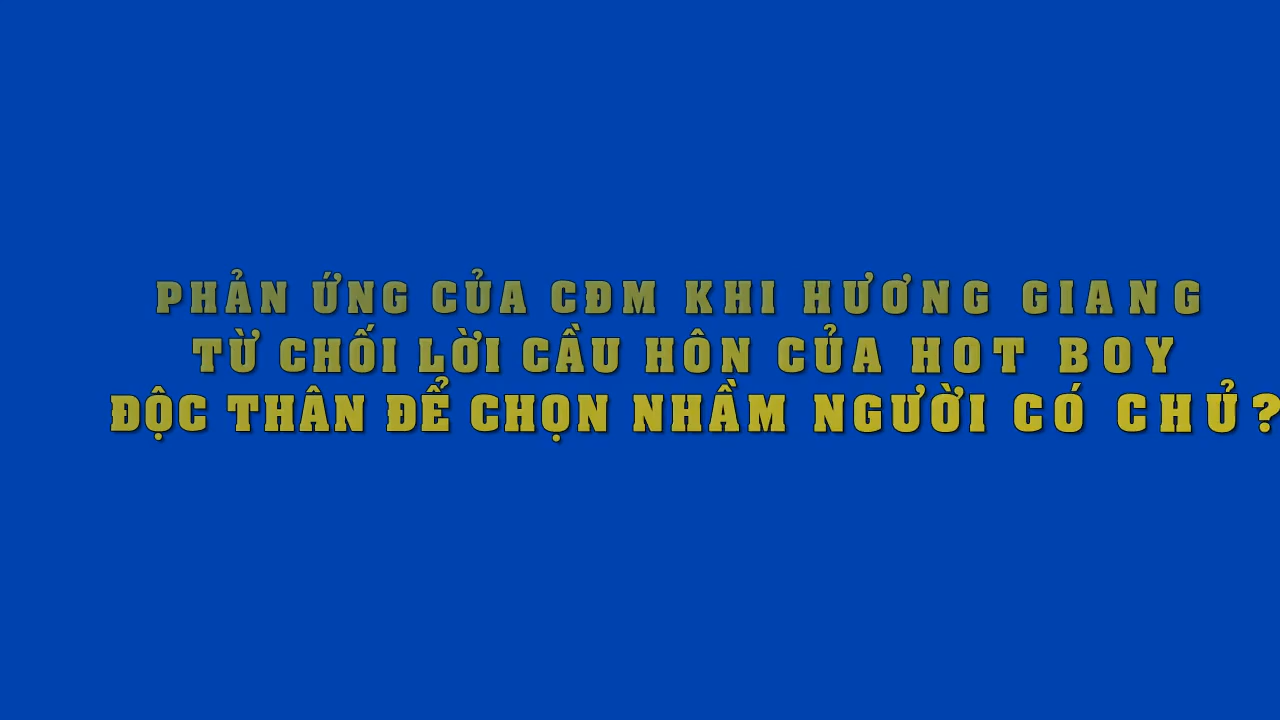 PHẢN ỨNG CỦA CĐM KHI HƯƠNG GIANG
TỪ CHỐI LỜI CẦU HÔN CỦA HOT BOY
ĐỘC THÂN ĐỂ CHỌN NHẦM NGƯỜI CÓ CHỦ?